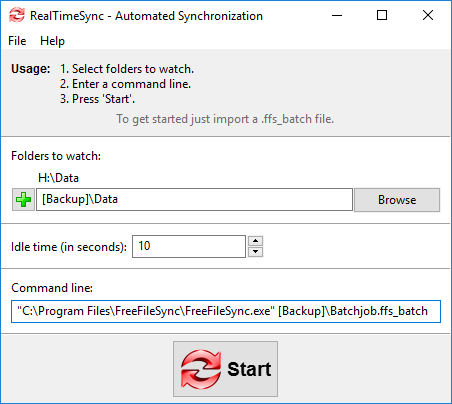 RealTimeSync - Automated Synchronization
File Help
Usage: 1. Select folders to watch.
2. Enter a command line.
3. Press 'Start'.
To get started just import a .ffs_batch file.
Folders to watch:
H:\Data
[Backup]\Data Browse
Idle time (in seconds): 10
Command line:
"C:\Program Files\FreeFileSync\FreeFileSync.exe" [Backup]\Batchjob.ffs_batch
Start